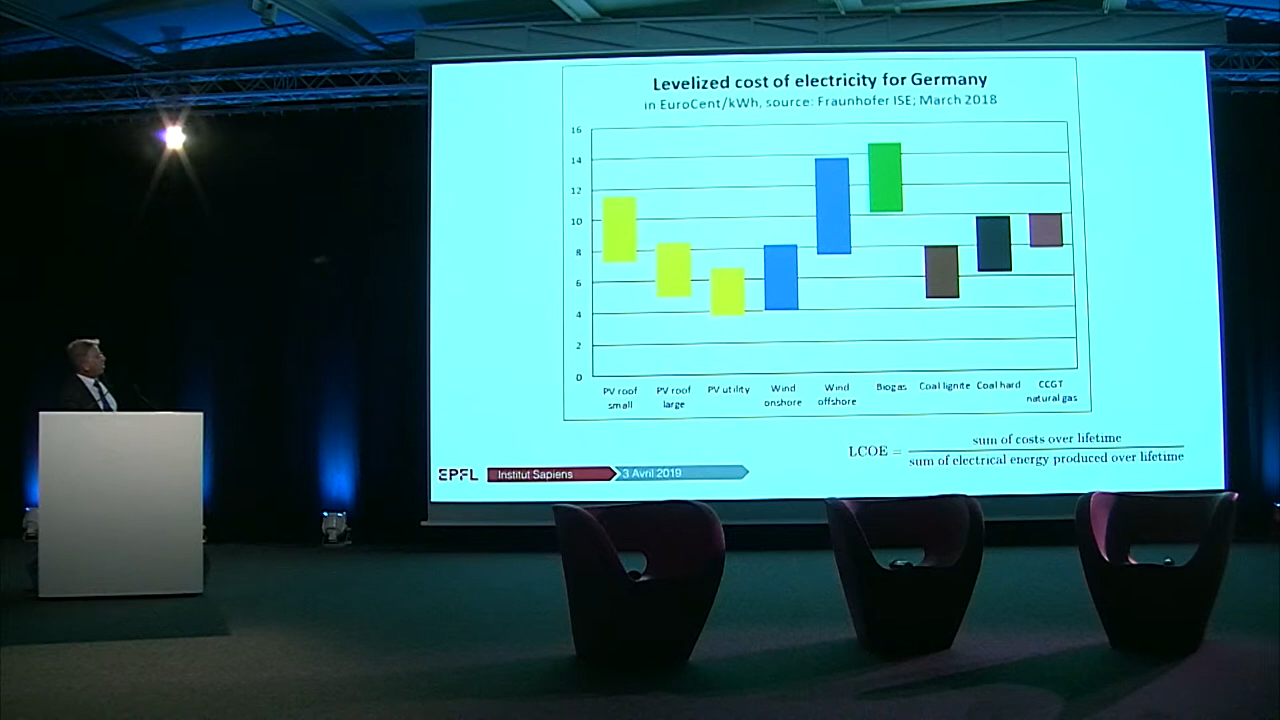 Levelized cost of electricity for Germany
in EuroCent/kWh, source: Fraunhofer ISE; March 2018
16
14
12
10
8
6
4
2
0
PV roof small
PV roof large
PV utility
Wind onshore
Wind offshore
Biogas
Coal lignite
Coal hard
CCGT natural gas
LCOE = sum of costs over lifetime
sum of electrical energy produced over lifetime
EPFL
Institut Sapiens
3 Avril 2019